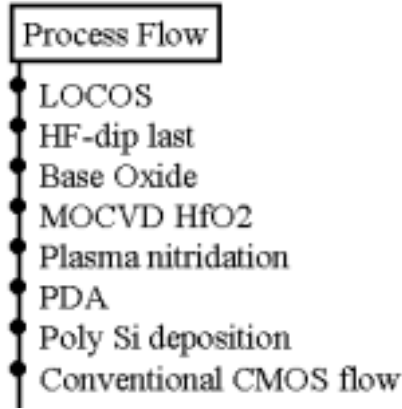 Process Flow
LOCOS
HF-dip last
Base Oxide
MOCVD HfO2
Plasma nitridation
PDA
Poly Si deposition
Conventional CMOS flow